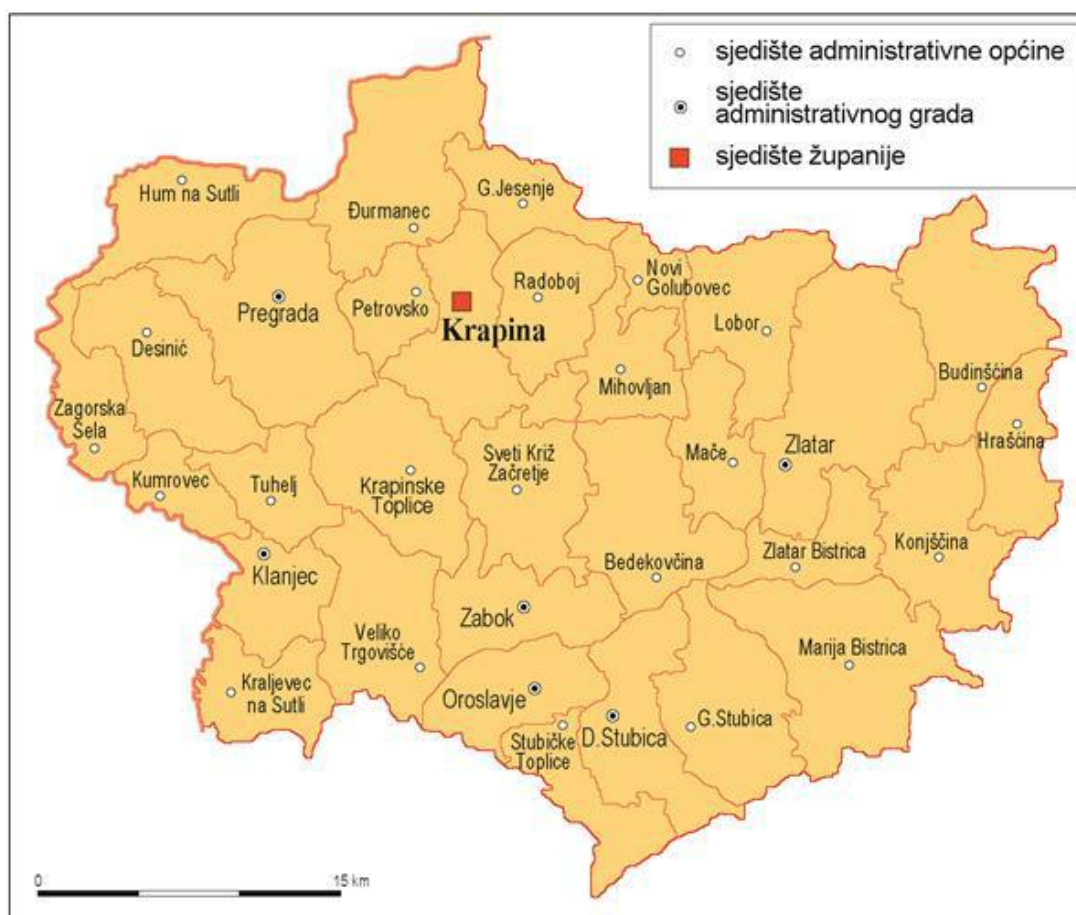 sjedište administrativne općine
sjedište
administrativnog grada
sjedište županije
Hum na Sutli
G.Jesenje
Đurmanec
Novi
Golubovec
Radoboj
Petrovsko
Pregrada
Krapina
Lobor
Desinić
Mihovljan
Budinšćina
Zagorska
Šela
Hrašćina
Sveti Križ
Začretje
Mače
Zlatar
Kumrovec
Tuhelj
Krapinske
Toplice
Konjščina
Zlatar Bistrica
Bedekovčina
Klanjec
Zabok
Veliko
Trgovišće
Marija Bistrica
Kraljevec
na Sutli
Oroslavje
G.Stubica
D.Stubica
Stubičke
Toplice
0
15 km